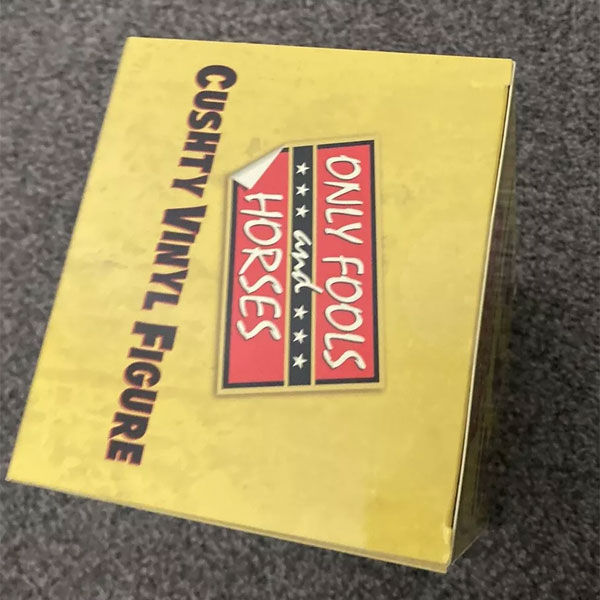 ONLY FOOLS
and
HORSES
CUSHTY VINYL FIGURE